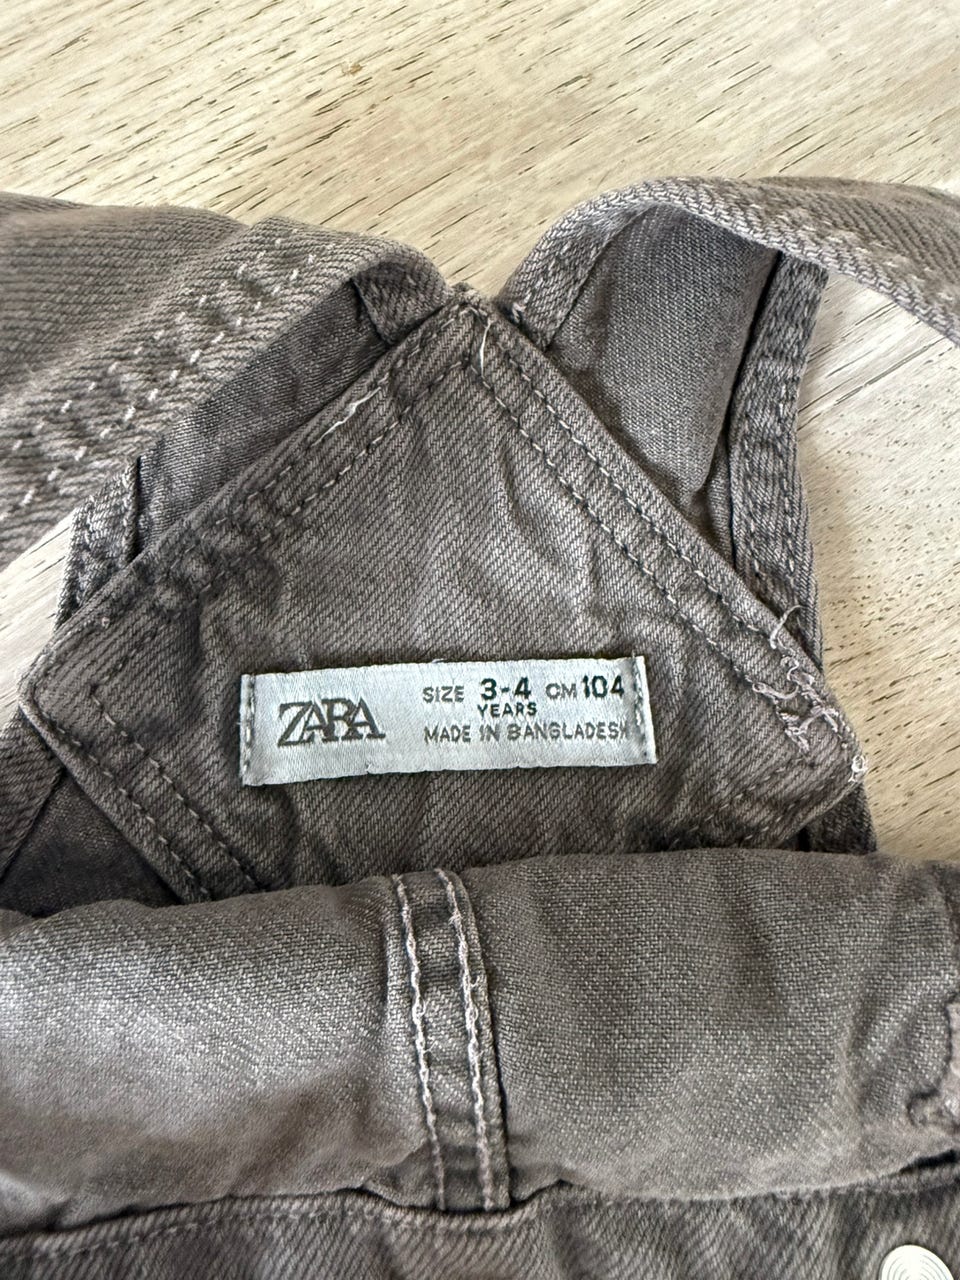 ZARA
SIZE 3-4 CM 104
YEARS
MADE IN BANGLADESH